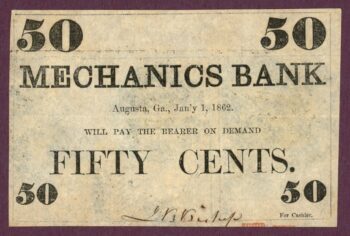 50 50
MECHANICS BANK
Augusta, Ga., Jan'y 1, 1862.
WILL PAY THE BEARER ON DEMAND
FIFTY CENTS.
50 50
For Cashier.